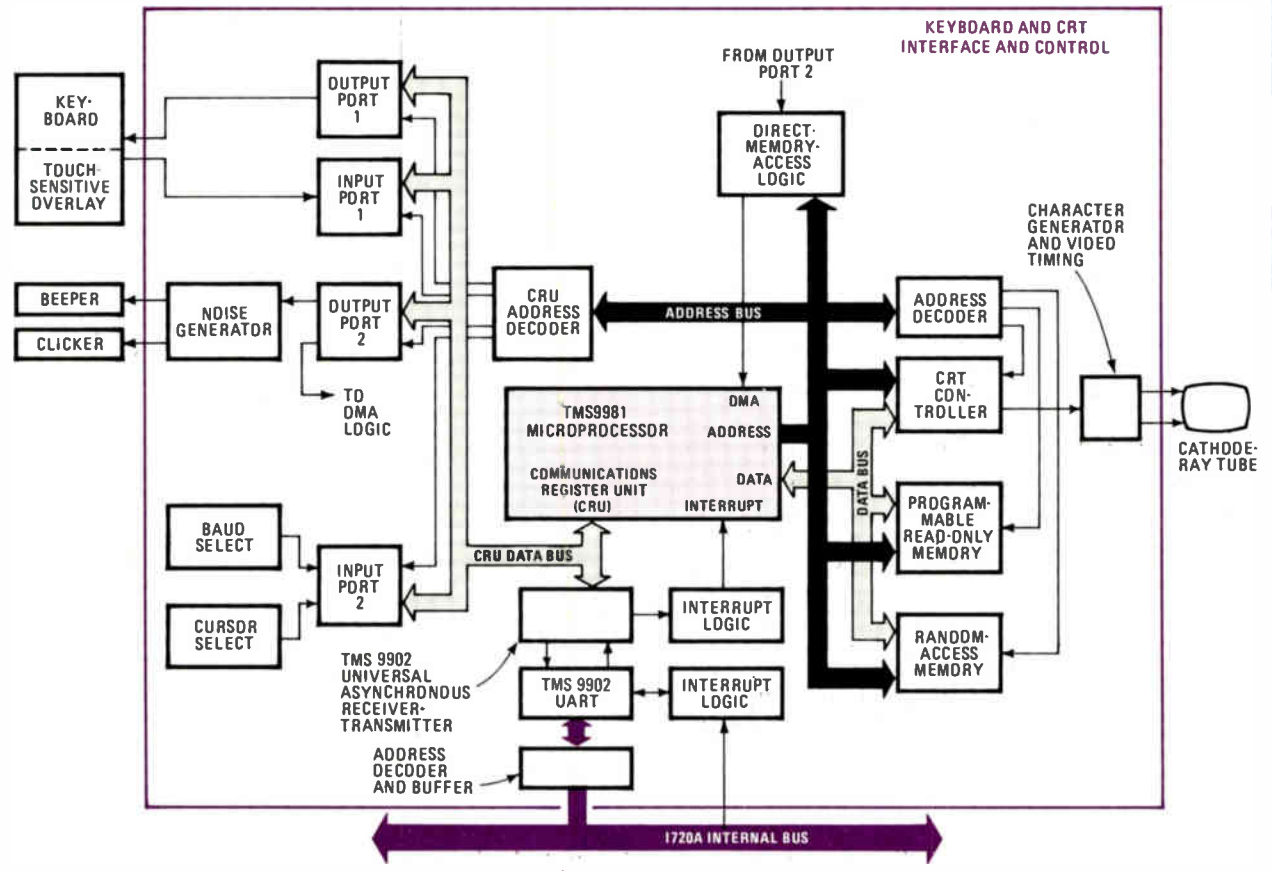 KEYBOARD AND CRT
INTERFACE AND CONTROL
FROM OUTPUT
PORT 2
KEY-
BOARD
TOUCH-
SENSITIVE
OVERLAY
OUTPUT
PORT
1
INPUT
PORT
1
DIRECT-
MEMORY-
ACCESS
LOGIC
CHARACTER
GENERATOR
AND VIDEO
TIMING
BEEPER
CLICKER
NOISE
GENERATOR
OUTPUT
PORT
2
CRU
ADDRESS
DECODER
ADDRESS BUS
ADDRESS
DECODER
TO
DMA
LOGIC
TMS9981
MICROPROCESSOR
DMA
ADDRESS
DATA
COMMUNICATIONS
REGISTER UNIT
(CRU)
INTERRUPT
CRT
CON-
TROLLER
CATHODE-
RAY TUBE
DATA BUS
PROGRAM-
MABLE
READ-ONLY
MEMORY
BAUD
SELECT
CURSOR
SELECT
INPUT
PORT
2
CRU DATA BUS
INTERRUPT
LOGIC
RANDOM-
ACCESS
MEMORY
TMS 9902
UNIVERSAL
ASYNCHRONOUS
RECEIVER-
TRANSMITTER
TMS 9902
UART
INTERRUPT
LOGIC
ADDRESS
DECODER
AND BUFFER
1720A INTERNAL BUS